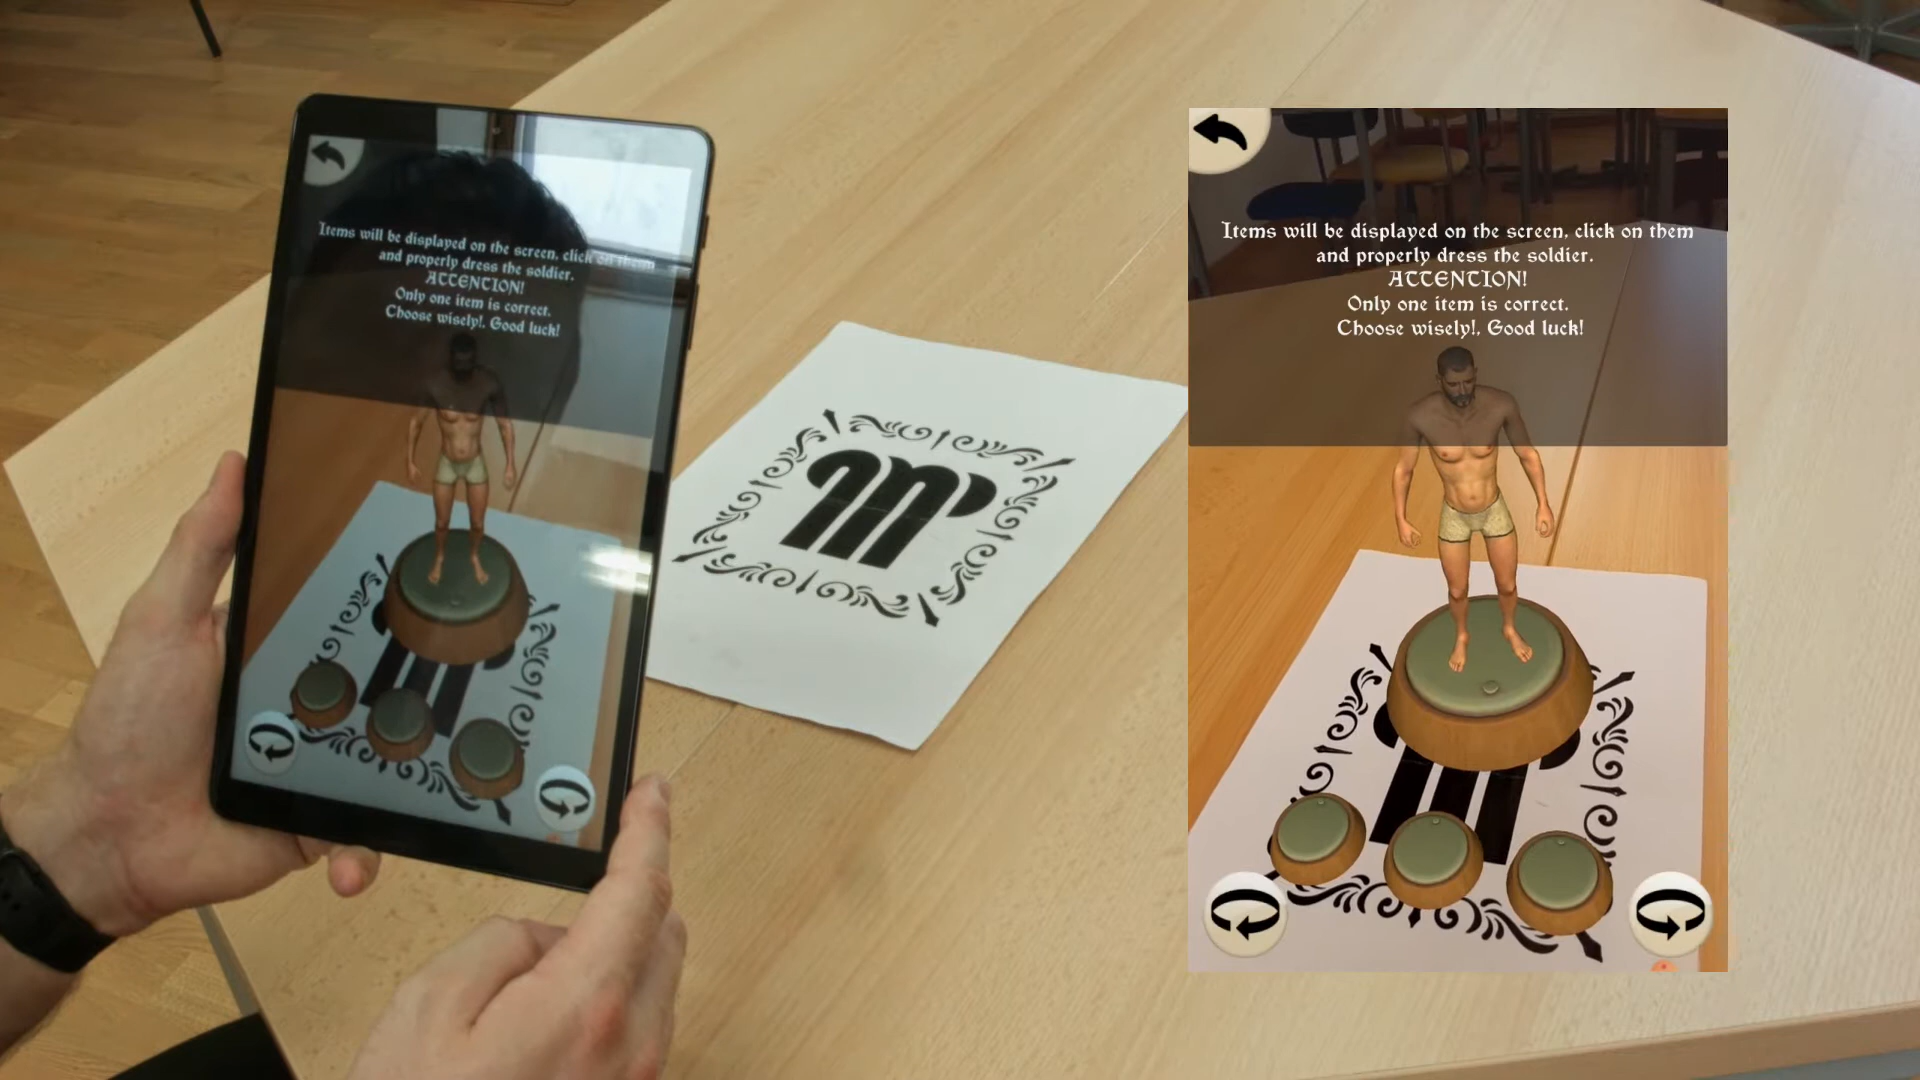 Items will be displayed on the screen, click on them
and properly dress the soldier.
ATTENTION!
Only one item is correct.
Choose wisely!. Good luck!
Items will be displayed on the screen, click on them
and properly dress the soldier.
ATTENTION!
Only one item is correct.
Choose wisely!. Good luck!